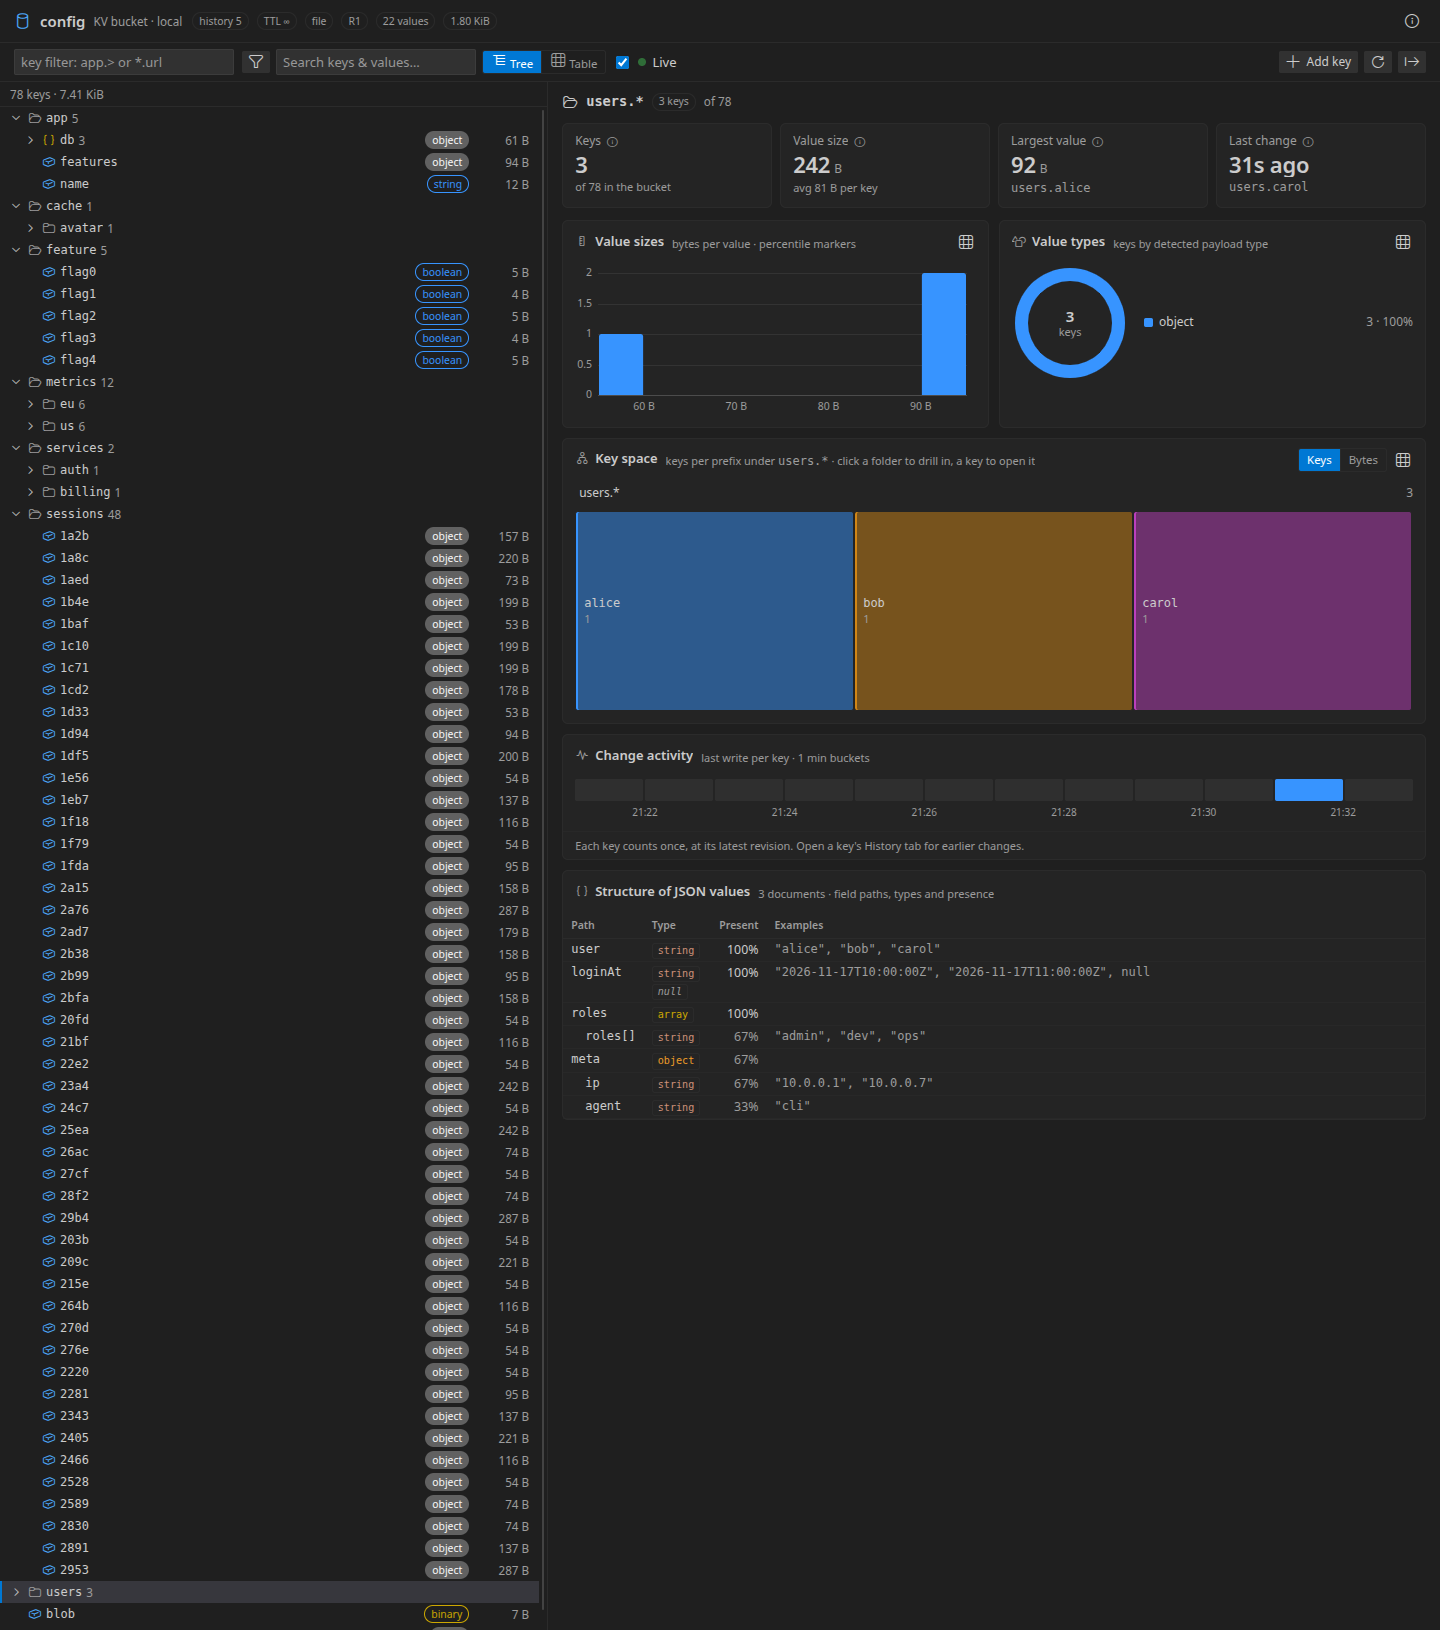 config KV bucket · local history 5 TTL ∞ file R1 22 values 1.80 KiB
key filter: app.> or *.url Search keys & values... Tree Table Live Add key
78 keys · 7.41 KiB
app 5
db 3 object 61 B
features object 94 B
name string 12 B
cache 1
avatar 1
feature 5
flag0 boolean 5 B
flag1 boolean 4 B
flag2 boolean 5 B
flag3 boolean 4 B
flag4 boolean 5 B
metrics 12
eu 6
us 6
services 2
auth 1
billing 1
sessions 48
1a2b object 157 B
1a8c object 220 B
1aed object 73 B
1b4e object 199 B
1baf object 53 B
1c10 object 199 B
1c71 object 199 B
1cd2 object 178 B
1d33 object 53 B
1d94 object 94 B
1df5 object 200 B
1e56 object 54 B
1eb7 object 137 B
1f18 object 116 B
1f79 object 54 B
1fda object 95 B
2a15 object 158 B
2a76 object 287 B
2ad7 object 179 B
2b38 object 158 B
2b99 object 95 B
2bfa object 158 B
20fd object 54 B
21bf object 116 B
22e2 object 54 B
23a4 object 242 B
24c7 object 54 B
25ea object 242 B
26ac object 74 B
27cf object 54 B
28f2 object 74 B
29b4 object 287 B
203b object 54 B
209c object 221 B
215e object 54 B
264b object 116 B
270d object 54 B
276e object 54 B
2220 object 54 B
2281 object 95 B
2343 object 137 B
2405 object 221 B
2466 object 116 B
2528 object 54 B
2589 object 74 B
2830 object 74 B
2891 object 137 B
2953 object 287 B
users 3
blob binary 7 B
users.* 3 keys of 78
Keys
3
of 78 in the bucket
Value size
242 B
avg 81 B per key
Largest value
92 B
users.alice
Last change
31s ago
users.carol
Value sizes bytes per value · percentile markers
2
1.5
1
0.5
0
60 B 70 B 80 B 90 B
Value types keys by detected payload type
3
keys
object 3 · 100%
Key space keys per prefix under users.* · click a folder to drill in, a key to open it Keys Bytes
users.* 3
alice
1
bob
1
carol
1
Change activity last write per key · 1 min buckets
21:22 21:24 21:26 21:28 21:30 21:32
Each key counts once, at its latest revision. Open a key's History tab for earlier changes.
{ } Structure of JSON values 3 documents · field paths, types and presence
Path Type Present Examples
user string 100% "alice", "bob", "carol"
loginAt string 100% "2026-11-17T10:00:00Z", "2026-11-17T11:00:00Z", null
null
roles array 100%
roles[] string 67% "admin", "dev", "ops"
meta object 67%
ip string 67% "10.0.0.1", "10.0.0.7"
agent string 33% "cli"